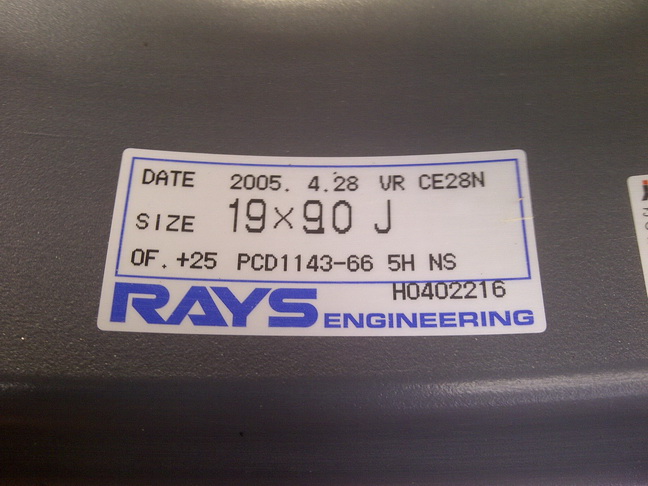 DATE 2005. 4.28 VR CE28N
SIZE 19×9.0 J
OF. +25 PCD1143-66 5H NS
H0402216
RAYS ENGINEERING